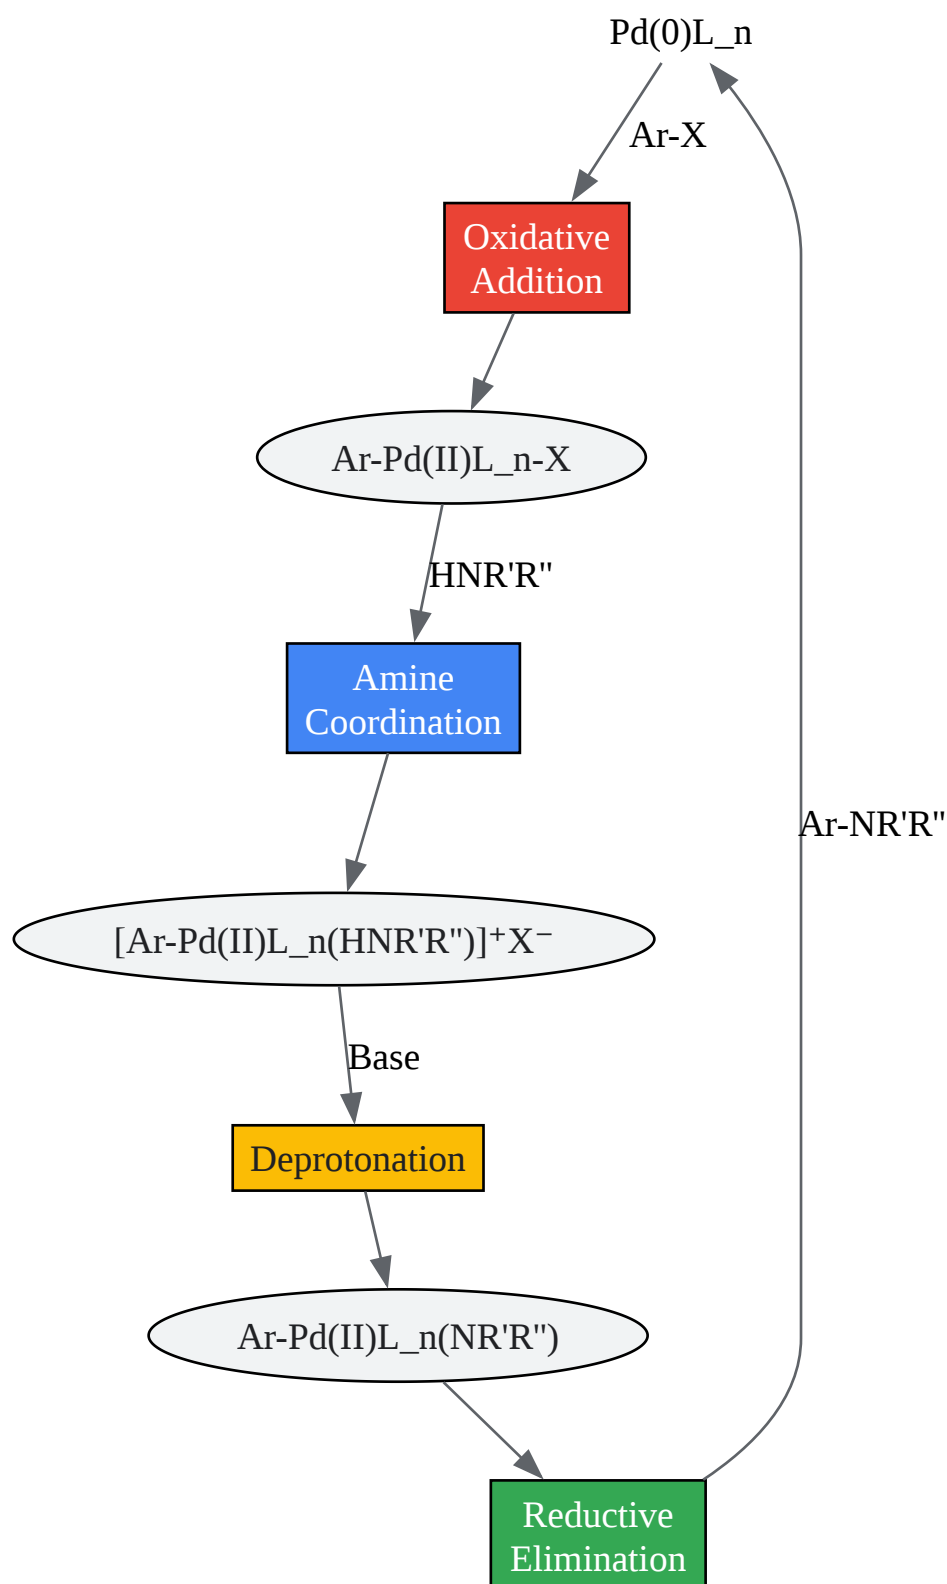 Pd(0)L_n
Ar-X
Oxidative
Addition
Ar-Pd(II)L_n-X
HNR'R"
Amine
Coordination
Ar-NR'R"
[Ar-Pd(II)L_n(HNR'R")]⁺X⁻
Base
Deprotonation
Ar-Pd(II)L_n(NR'R")
Reductive
Elimination